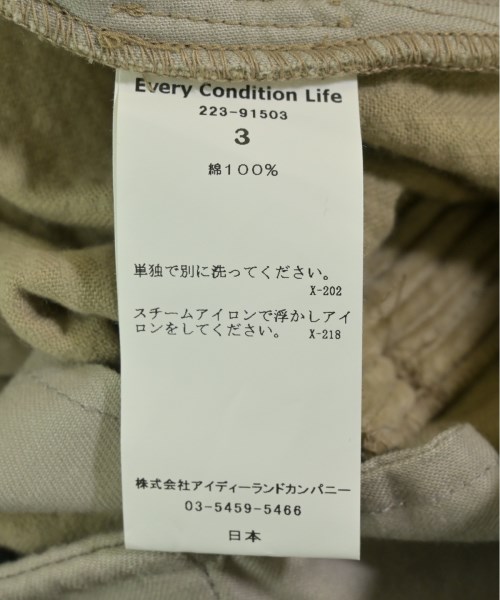 Every Condition Life
223-91503
3
綿100%
単独で別に洗ってください。
X-202
スチームアイロンで浮かしアイ
ロンをしてください。 X-218
株式会社アイディーランドカンパニー
03-5459-5466
日本